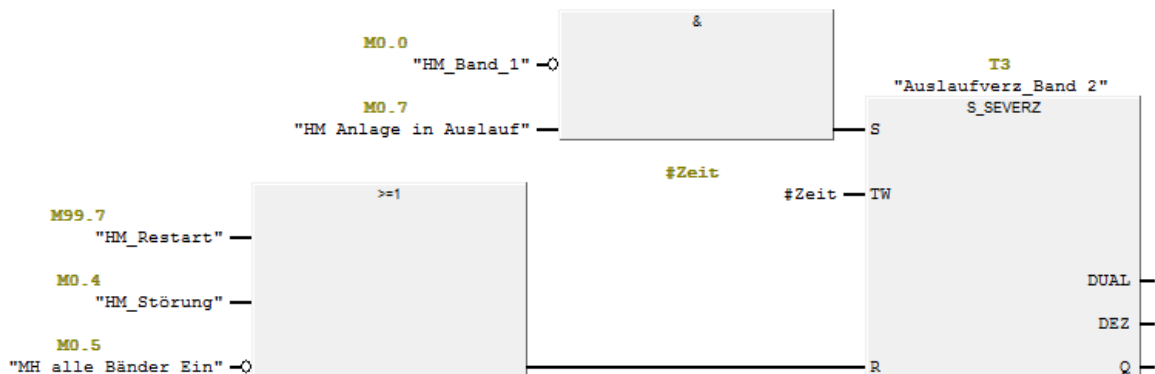 &
M0.0
"HM_Band_1"
T3
"Auslaufverz_Band 2"
M0.7
S_SEVERZ
"HM Anlage in Auslauf"
S
#Zeit
>=1
#Zeit
TW
M99.7
"HM_Restart"
M0.4
DUAL
"HM_Störung"
DEZ
M0.5
"MH alle Bänder Ein"
R
Q